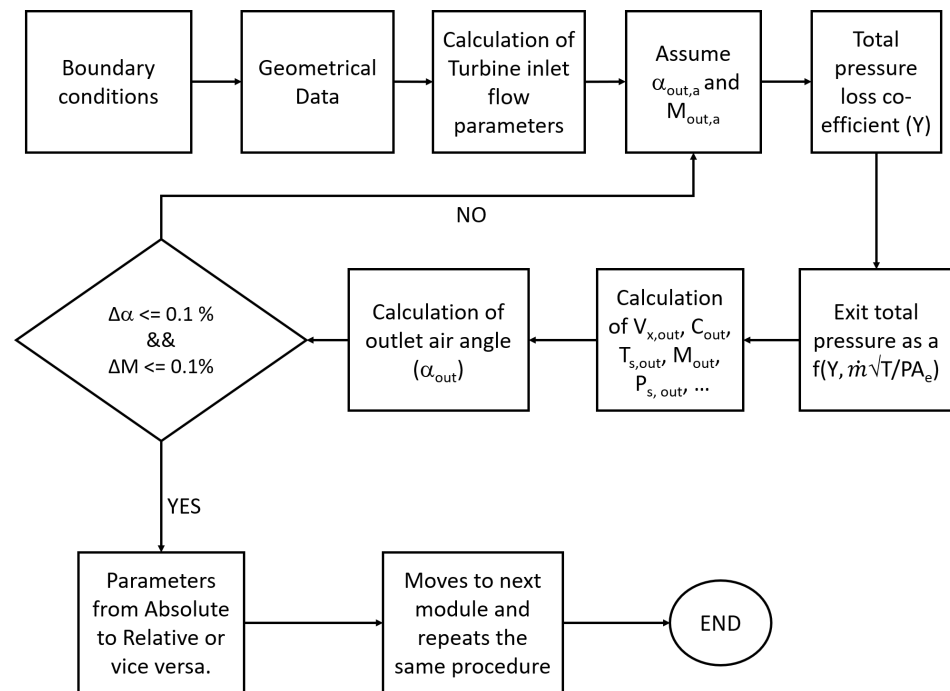 Boundary
conditions
Geometrical
Data
Calculation of
Turbine inlet
flow
parameters
Assume
α_out,a and
M_out,a
Total
pressure
loss co-
efficient (Y)
NO
Δα <= 0.1 %
&&
ΔM <= 0.1%
Calculation of
outlet air angle
(α_out)
Calculation
of V_x,out, C_out,
T_s,out, M_out,
P_s, out, ...
Exit total
pressure as a
f(Y, ṁ√T/PA_e)
YES
Parameters
from Absolute
to Relative or
vice versa.
Moves to next
module and
repeats the
same procedure
END